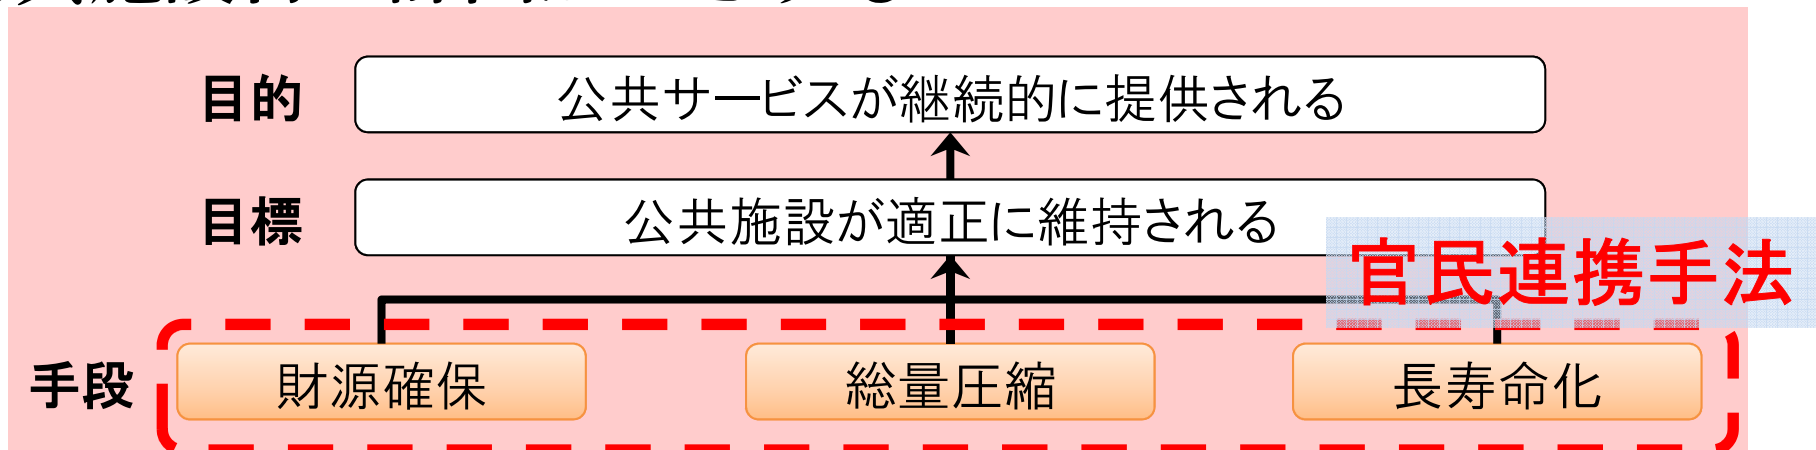 目的
公共サービスが継続的に提供される
目標
公共施設が適正に維持される
官民連携手法
手段
財源確保
総量圧縮
長寿命化